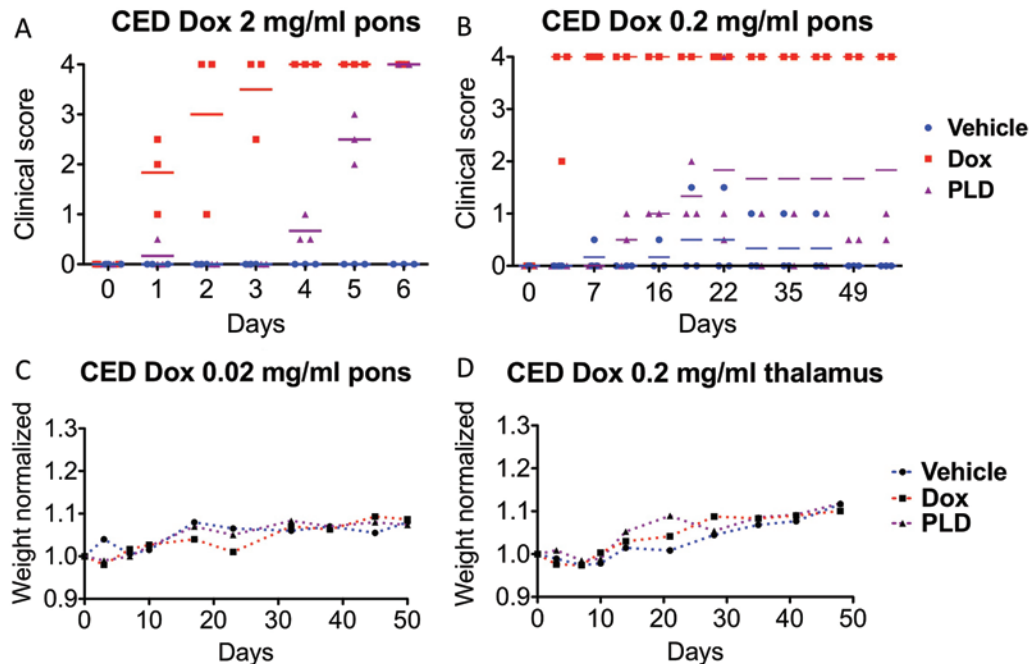 A CED Dox 2 mg/ml pons
Clinical score
4
3
2
1
0
0 1 2 3 4 5 6
Days
B CED Dox 0.2 mg/ml pons
Clinical score
4
3
2
1
0
0 7 16 22 35 49
Days
Vehicle
Dox
PLD
C CED Dox 0.02 mg/ml pons
Weight normalized
1.3
1.2
1.1
1.0
0.9
0 10 20 30 40 50
Days
D CED Dox 0.2 mg/ml thalamus
Weight normalized
1.3
1.2
1.1
1.0
0.9
0 10 20 30 40 50
Days
Vehicle
Dox
PLD